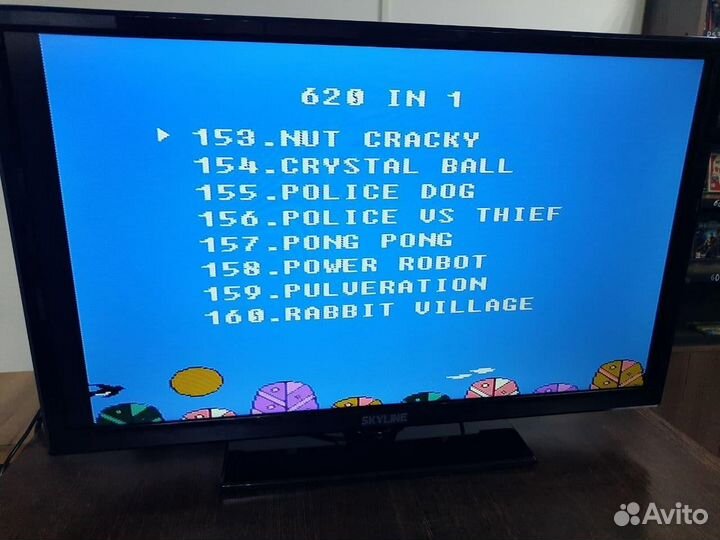 620 IN 1
153.NUT CRACKY
154.CRYSTAL BALL
155.POLICE DOG
156.POLICE VS THIEF
157.PONG PONG
158.POWER ROBOT
159.PULVERATION
160.RABBIT VILLAGE
SKYLINE
Avito